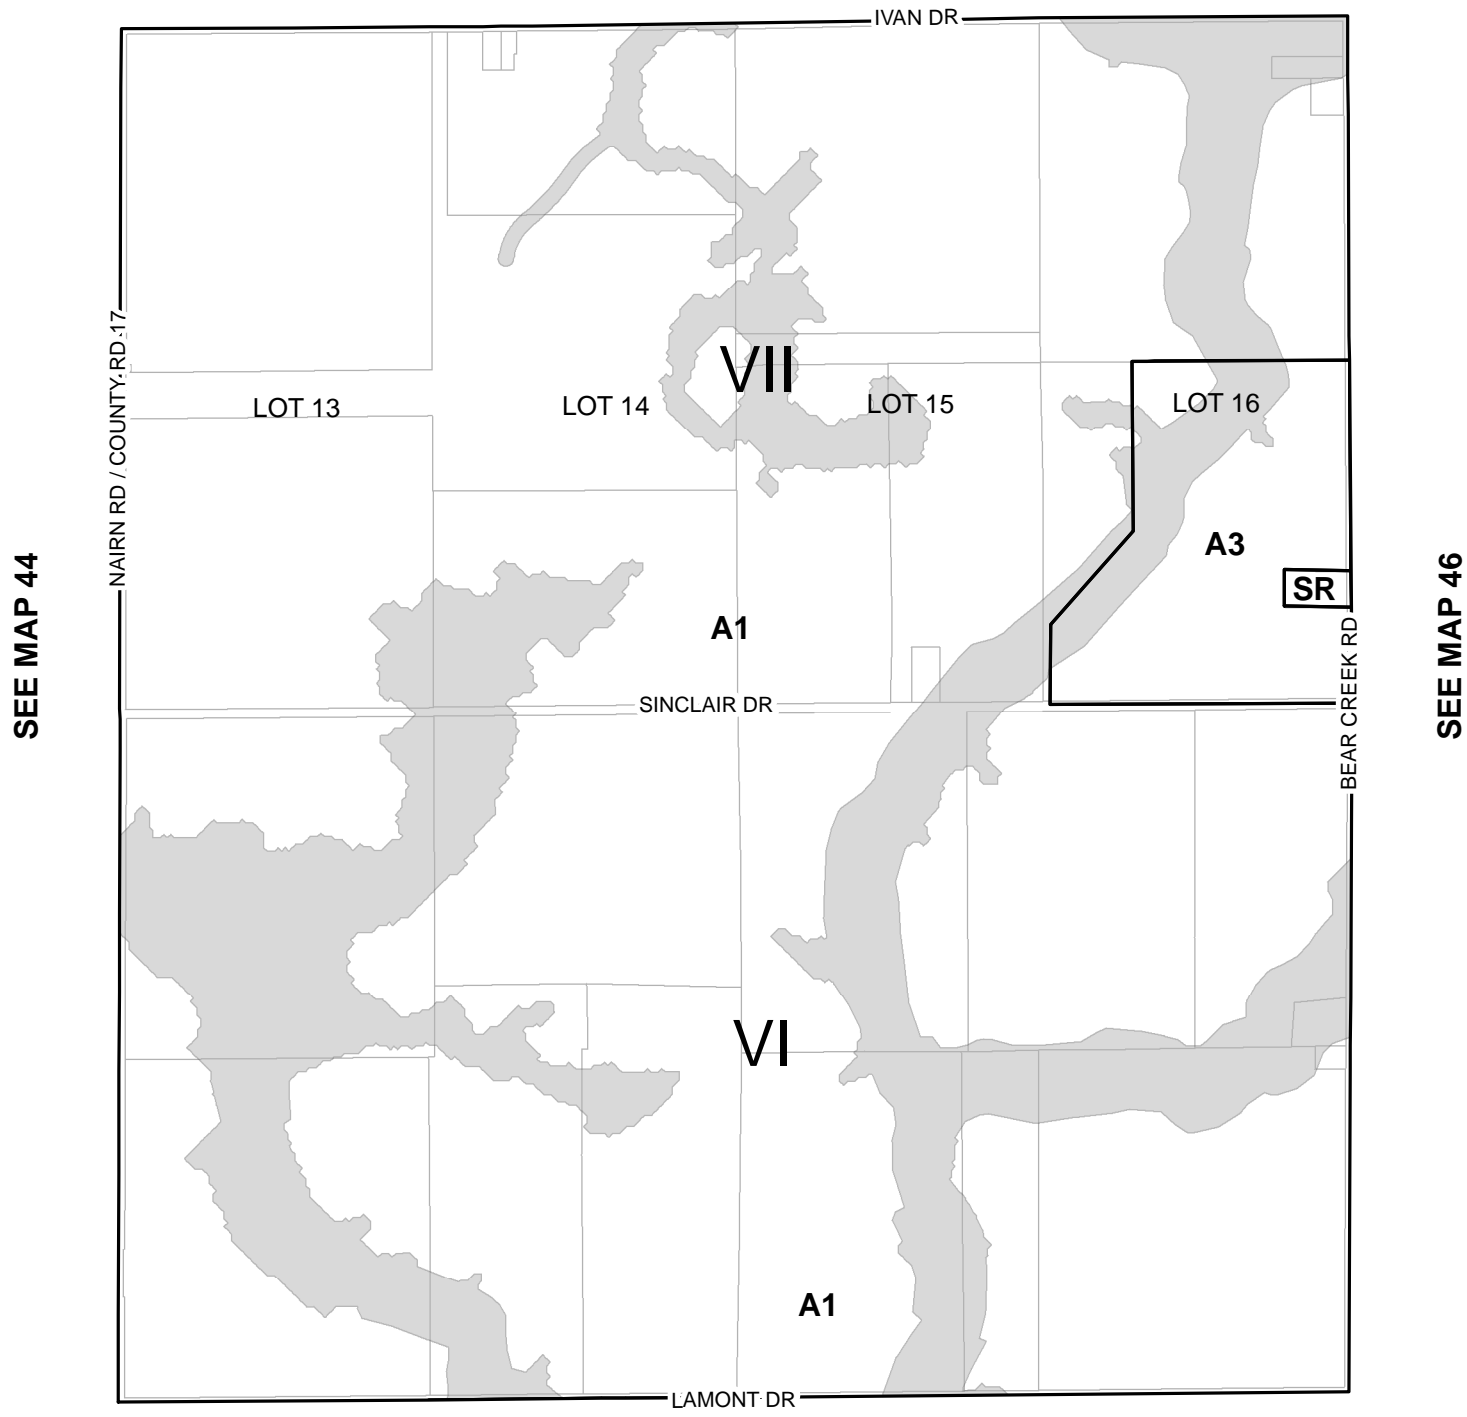 IVAN DR
NAIRN RD / COUNTY RD 17
VII
LOT 13
LOT 14
LOT 15
LOT 16
A3
SR
A1
SEE MAP 44
SEE MAP 46
SINCLAIR DR
BEAR CREEK RD
VI
A1
LAMONT DR